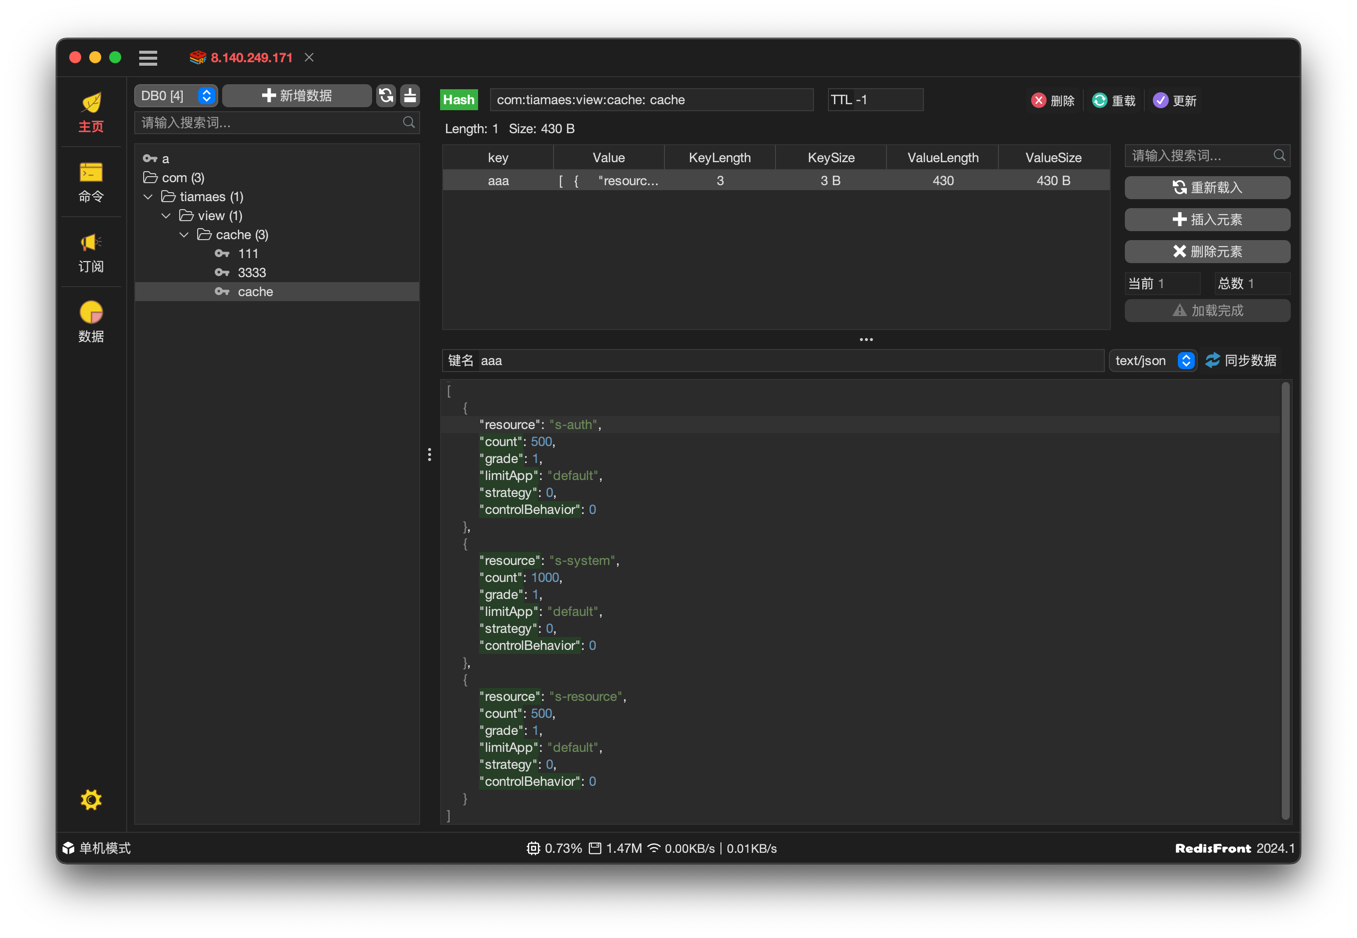 8.140.249.171
主页
命令
订阅
数据
DB0 [4]
新增数据
请输入搜索词...
a
com (3)
tiamaes (1)
view (1)
cache (3)
111
3333
cache
Hash
com:tiamaes:view:cache: cache
TTL -1
删除
重载
更新
Length: 1 Size: 430 B
key Value KeyLength KeySize ValueLength ValueSize
aaa [ { "resourc... 3 3 B 430 430 B
请输入搜索词...
重新载入
插入元素
删除元素
当前 1 总数 1
加载完成
键名 aaa
text/json
同步数据
[
{
"resource": "s-auth",
"count": 500,
"grade": 1,
"limitApp": "default",
"strategy": 0,
"controlBehavior": 0
},
{
"resource": "s-system",
"count": 1000,
"grade": 1,
"limitApp": "default",
"strategy": 0,
"controlBehavior": 0
},
{
"resource": "s-resource",
"count": 500,
"grade": 1,
"limitApp": "default",
"strategy": 0,
"controlBehavior": 0
}
]
单机模式
0.73% 1.47M 0.00KB/s | 0.01KB/s
RedisFront 2024.1